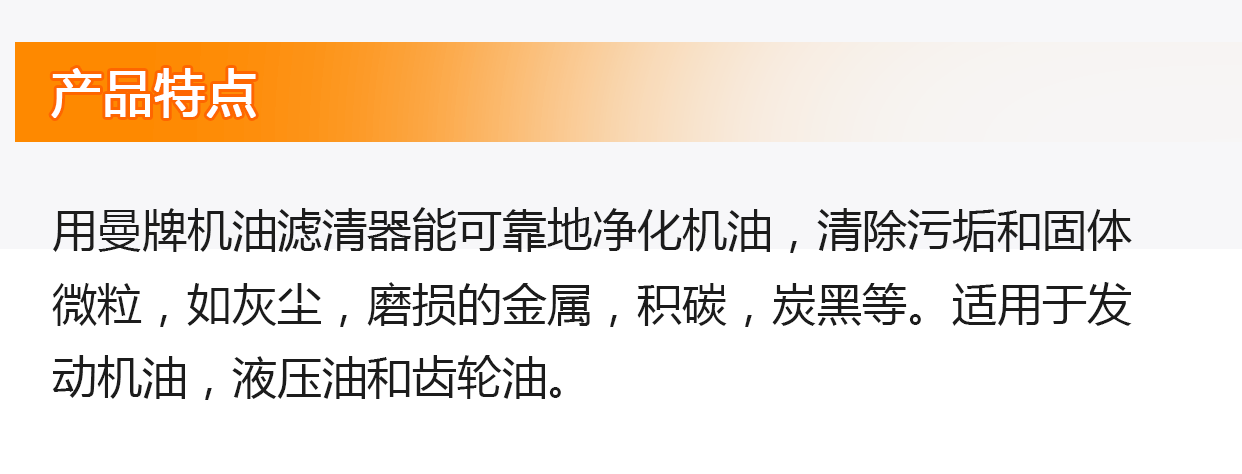 产品特点
用曼牌机油滤清器能可靠地净化机油，清除污垢和固体
微粒，如灰尘，磨损的金属，积碳，炭黑等。适用于发
动机油，液压油和齿轮油。